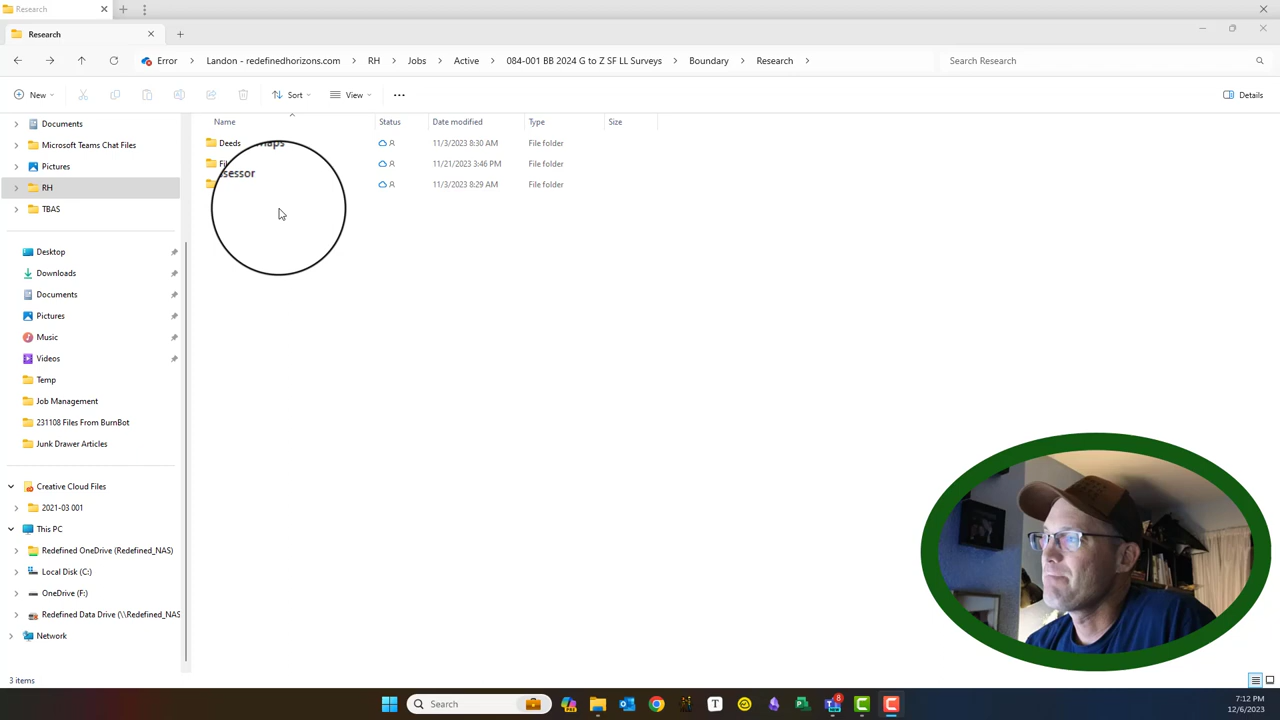 Research
Research
Error > Landon - redefinedhorizons.com > RH > Jobs > Active > 084-001 BB 2024 G to Z SF LL Surveys > Boundary > Research >
Search Research
New
Sort
View
Details
Name
Status
Date modified
Type
Size
Documents
Microsoft Teams Chat Files
Pictures
RH
TBAS
Desktop
Downloads
Documents
Pictures
Music
Videos
Temp
Job Management
231108 Files From BurnBot
Junk Drawer Articles
Creative Cloud Files
2021-03 001
This PC
Redefined OneDrive (Redefined_NAS)
Local Disk (C:)
OneDrive (F:)
Redefined Data Drive (\\Redefined_NAS
Network
Deeds
11/3/2023 8:30 AM
File folder
11/21/2023 3:46 PM
File folder
11/3/2023 8:29 AM
File folder
3 items
Search
8
7:12 PM
12/6/2023